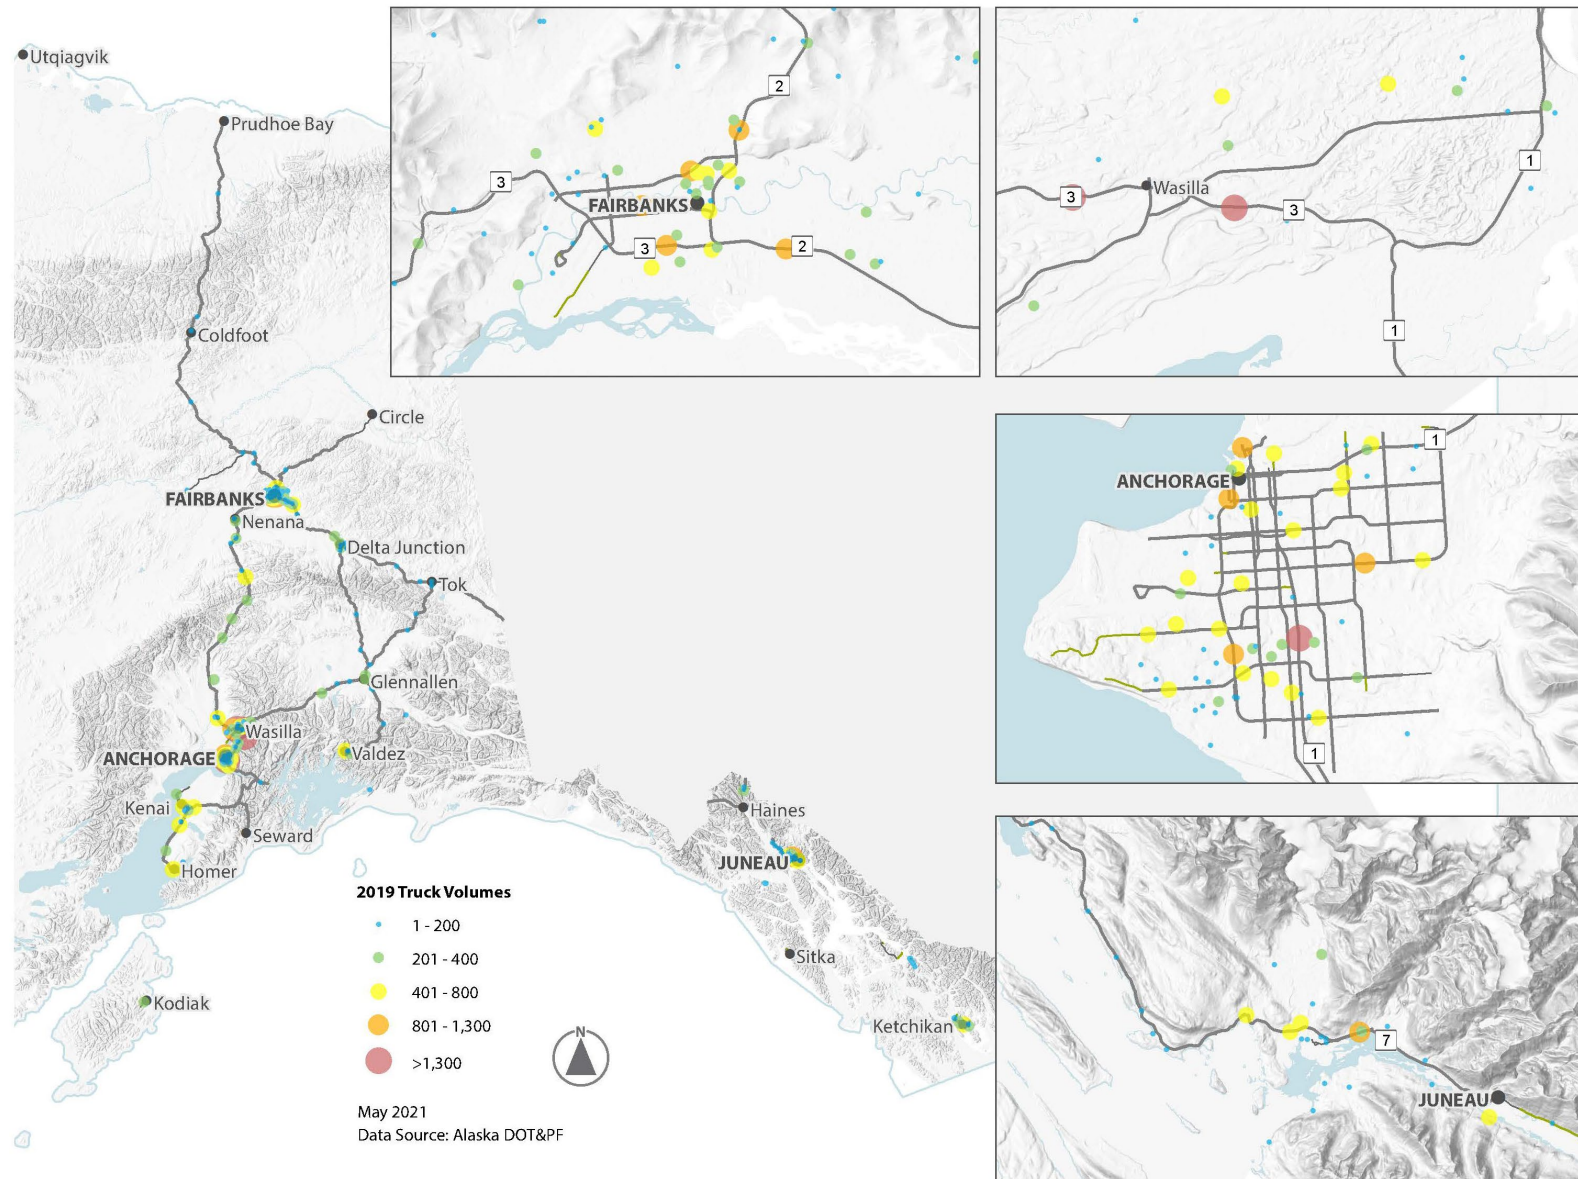 Utqiagvik
Prudhoe Bay
Coldfoot
Circle
FAIRBANKS
Nenana
Delta Junction
Tok
Glennallen
Wasilla
ANCHORAGE
Valdez
Kenai
Seward
Homer
Kodiak
Haines
JUNEAU
Sitka
Ketchikan
2019 Truck Volumes
1 - 200
201 - 400
401 - 800
801 - 1,300
>1,300
N
May 2021
Data Source: Alaska DOT&PF
2
3
FAIRBANKS
3
2
1
3
Wasilla
3
1
1
ANCHORAGE
1
7
JUNEAU